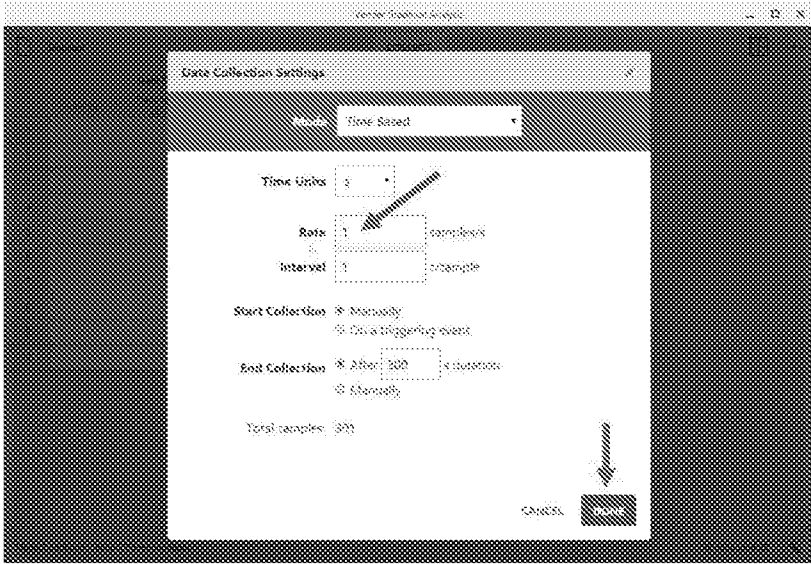 Vernier Graphical Analysis
Data Collection Settings
Mode Time Based
Time Units s
Rate 1 samples/s
Interval 1 s/sample
Start Collection Manually
On a triggering event
End Collection After 300 s duration
Manually
Total samples: 301
CANCEL DONE